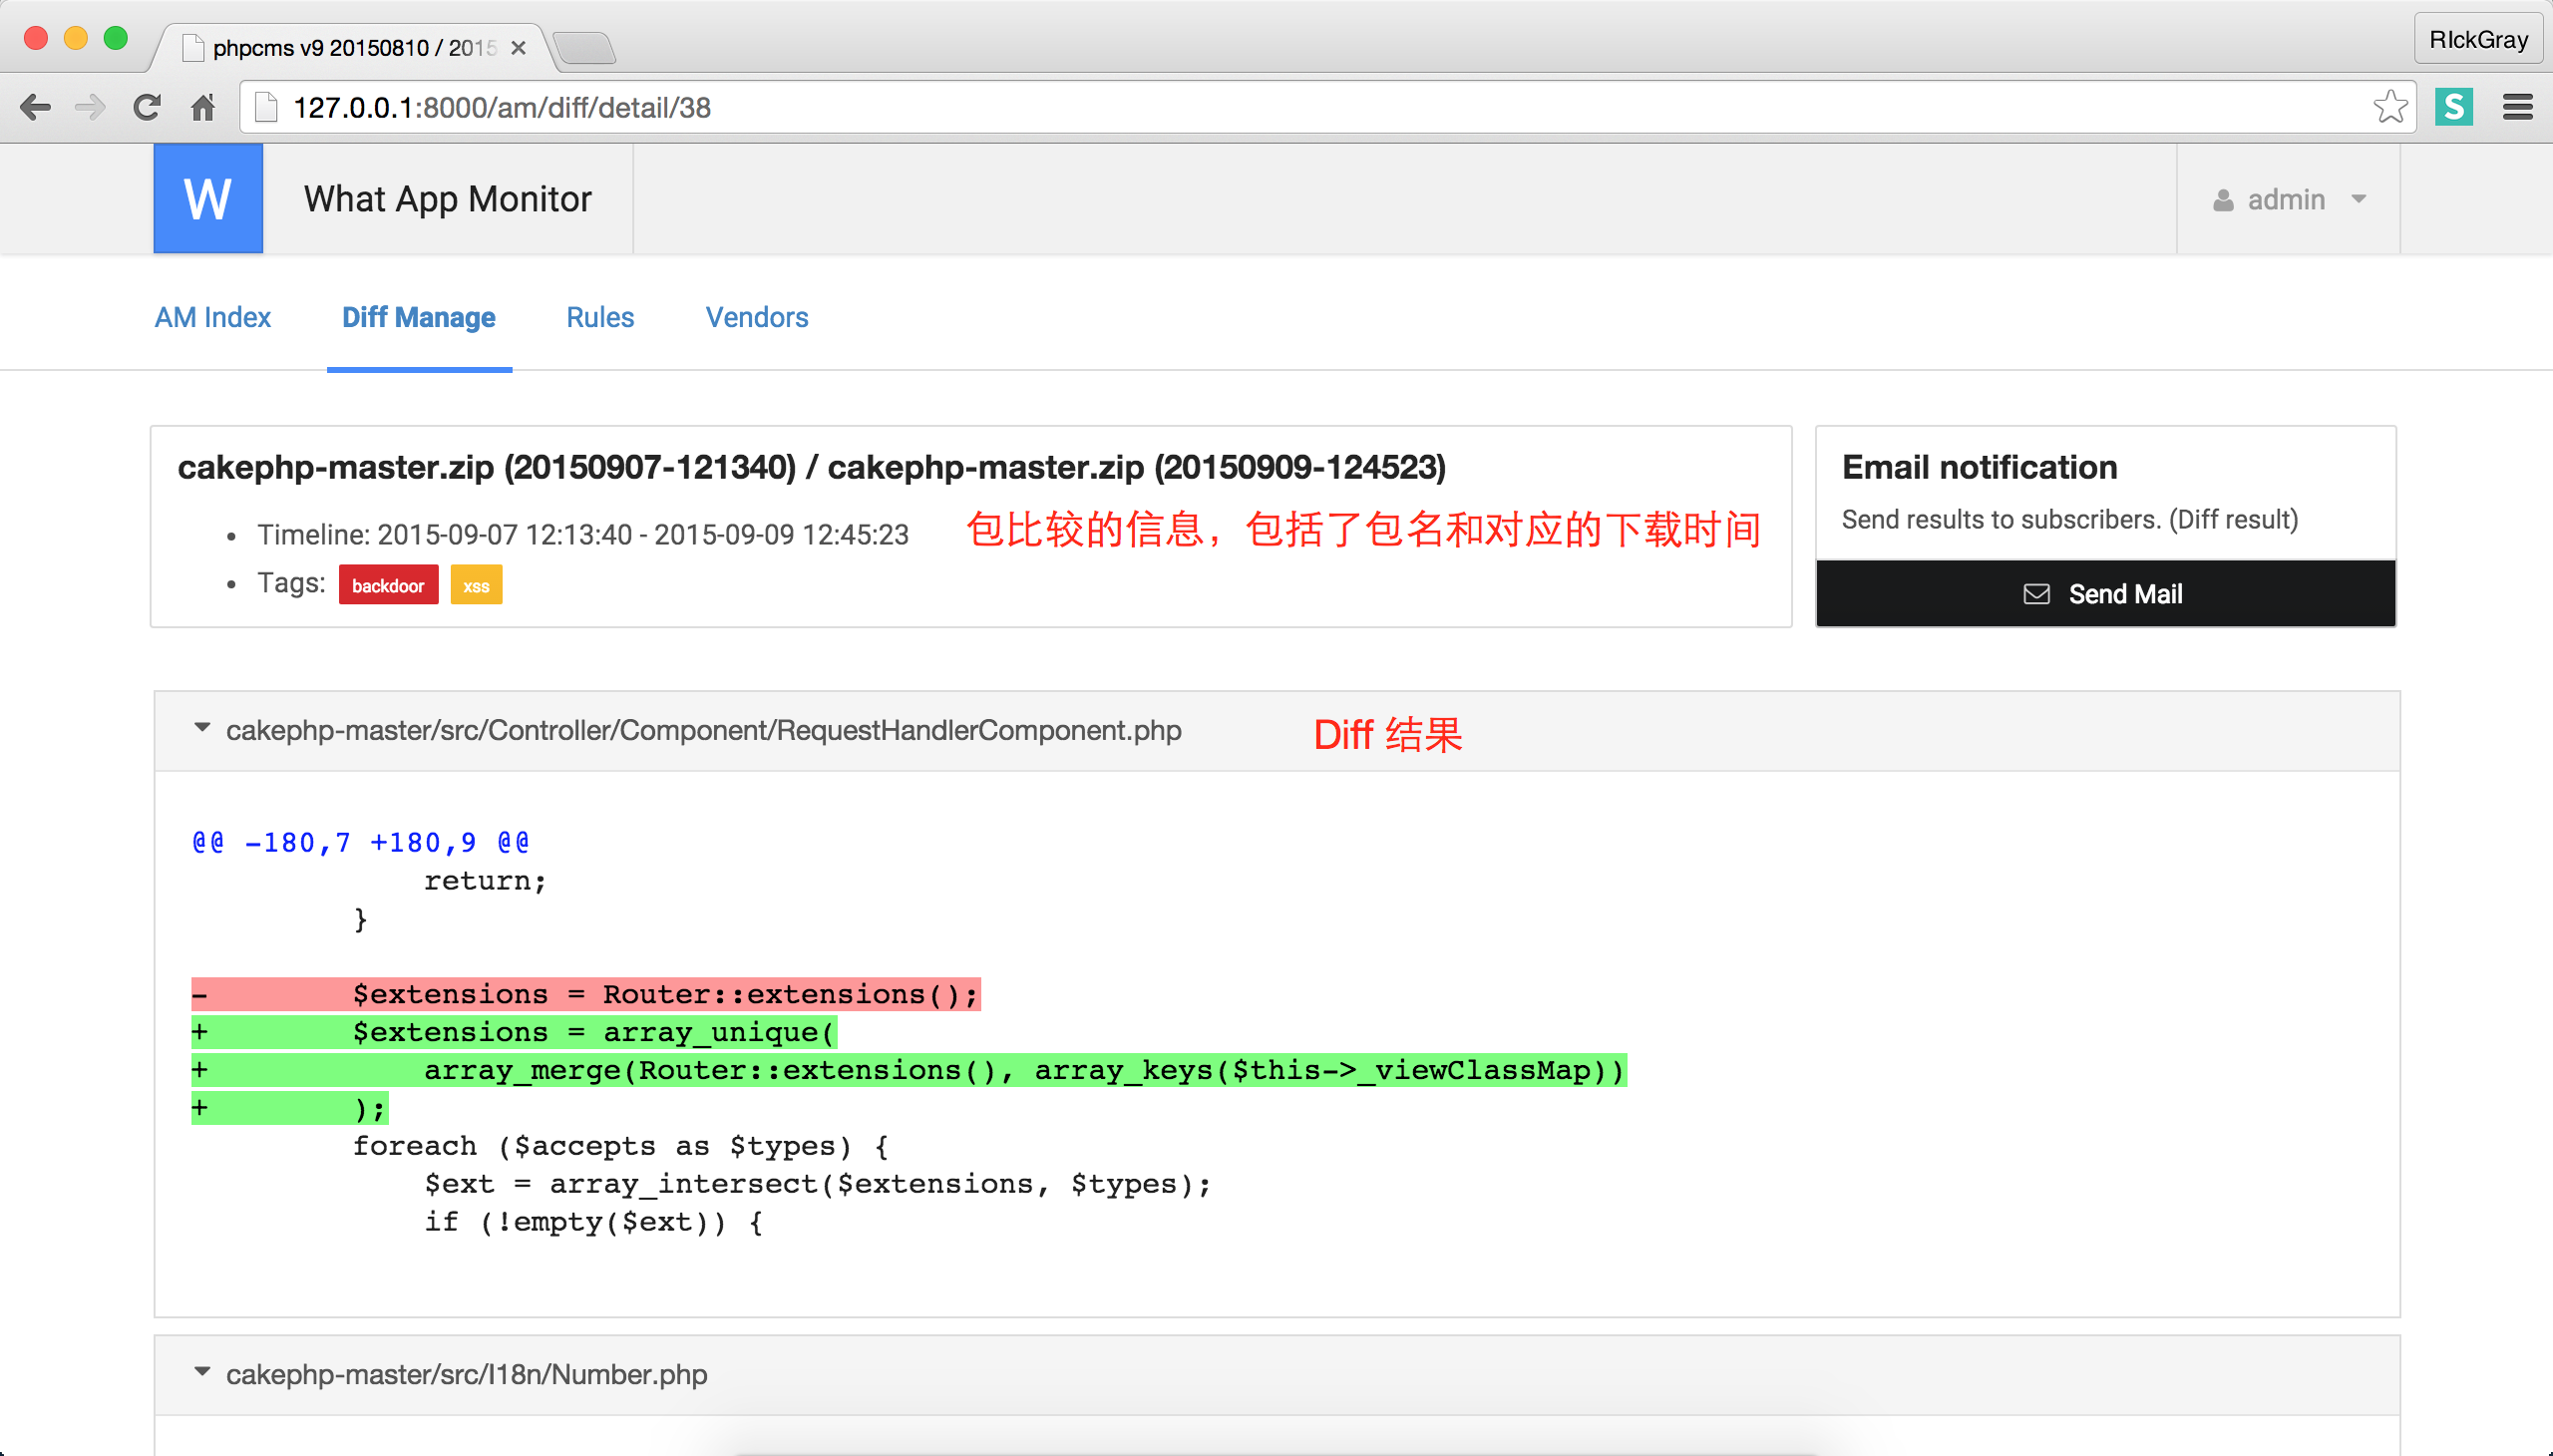 phpcms v9 20150810 / 2015
RIckGray
127.0.0.1:8000/am/diff/detail/38
S
W
What App Monitor
admin
AM Index
Diff Manage
Rules
Vendors
cakephp-master.zip (20150907-121340) / cakephp-master.zip (20150909-124523)
Timeline: 2015-09-07 12:13:40 - 2015-09-09 12:45:23
包比较的信息，包括了包名和对应的下载时间
Tags: backdoor xss
Email notification
Send results to subscribers. (Diff result)
Send Mail
cakephp-master/src/Controller/Component/RequestHandlerComponent.php
Diff 结果
@@ -180,7 +180,9 @@
return;
}
-        $extensions = Router::extensions();
+        $extensions = array_unique(
+            array_merge(Router::extensions(), array_keys($this->_viewClassMap))
+        );
foreach ($accepts as $types) {
$ext = array_intersect($extensions, $types);
if (!empty($ext)) {
cakephp-master/src/I18n/Number.php